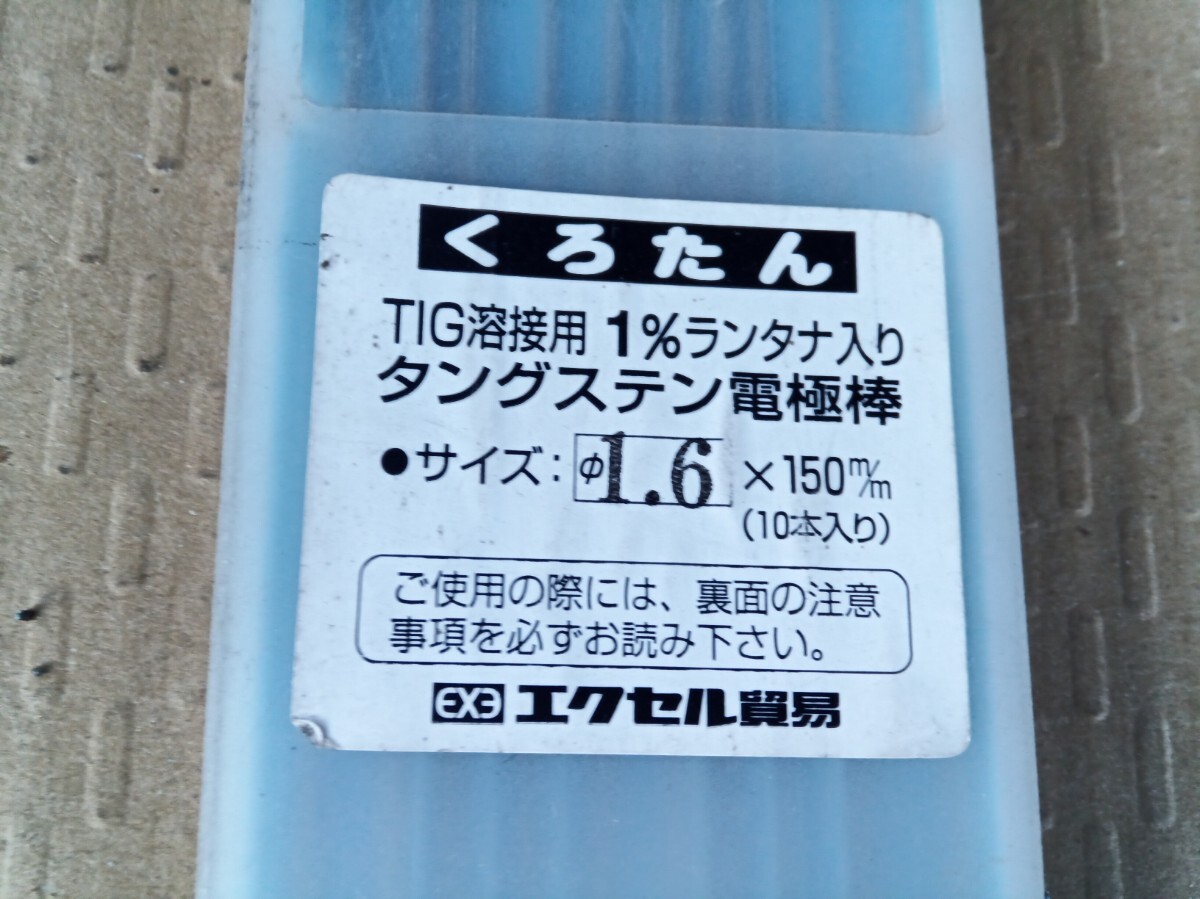 くろたん
TIG溶接用 1%ランタナ入り
タングステン電極棒
●サイズ:φ1.6×150m/m
(10本入り)
ご使用の際には、裏面の注意
事項を必ずお読み下さい。
EXE エクセル貿易